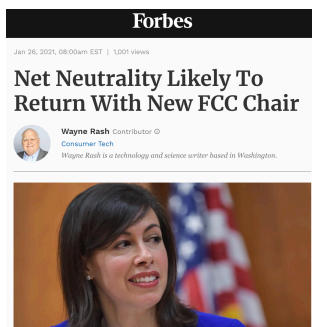 Forbes
Jan 26, 2021, 08:00am EST | 1,001 views
Net Neutrality Likely To
Return With New FCC Chair
Wayne Rash Contributor
Consumer Tech
Wayne Rash is a technology and science writer based in Washington.